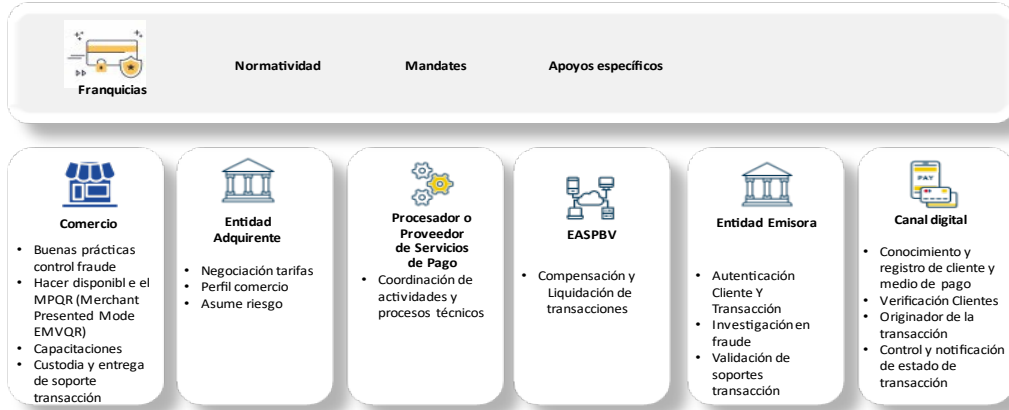 Franquicias
Normatividad
Mandates
Apoyos específicos
Comercio
• Buenas prácticas
control fraude
• Hacer disponibl e el
MPQR (Merchant
Presented Mode
EMVQR)
• Capacitaciones
• Custodia y entrega
de soporte
transacción
Entidad
Adquirente
• Negociación tarifas
• Perfil comercio
• Asume riesgo
Procesador o
Proveedor
de Servicios
de Pago
• Coordinación de
actividades y
procesos técnicos
EASPBV
• Compensación y
Liquidación de
transacciones
Entidad Emisora
• Autenticación
Cliente Y
Transacción
• Investigación en
fraude
• Validación de
soportes
transacción
PAY
Canal digital
• Conocimiento y
registro de cliente y
medio de pago
• Verificación Clientes
• Originador de la
transacción
• Control y notificación
de estado de
transacción